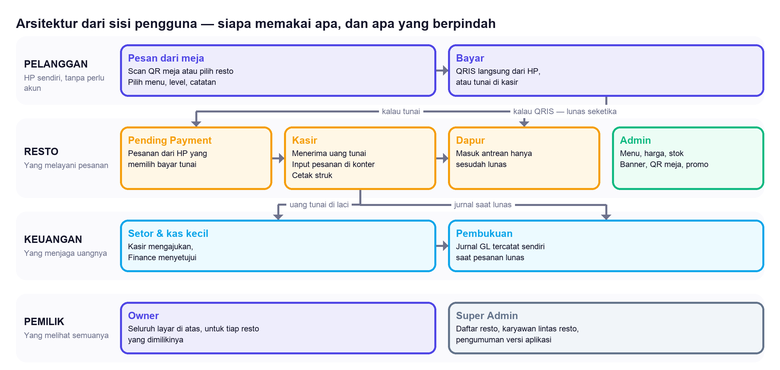 Arsitektur dari sisi pengguna — siapa memakai apa, dan apa yang berpindah
PELANGGAN
HP sendiri, tanpa perlu
akun
Pesan dari meja
Scan QR meja atau pilih resto
Pilih menu, level, catatan
Bayar
QRIS langsung dari HP,
atau tunai di kasir
kalau tunai
kalau QRIS — lunas seketika
RESTO
Yang melayani pesanan
Pending Payment
Pesanan dari HP yang
memilih bayar tunai
Kasir
Menerima uang tunai
Input pesanan di konter
Cetak struk
Dapur
Masuk antrean hanya
sesudah lunas
Admin
Menu, harga, stok
Banner, QR meja, promo
uang tunai di laci
jurnal saat lunas
KEUANGAN
Yang menjaga uangnya
Setor & kas kecil
Kasir mengajukan,
Finance menyetujui
Pembukuan
Jurnal GL tercatat sendiri
saat pesanan lunas
PEMILIK
Yang melihat semuanya
Owner
Seluruh layar di atas, untuk tiap resto
yang dimilikinya
Super Admin
Daftar resto, karyawan lintas resto,
pengumuman versi aplikasi